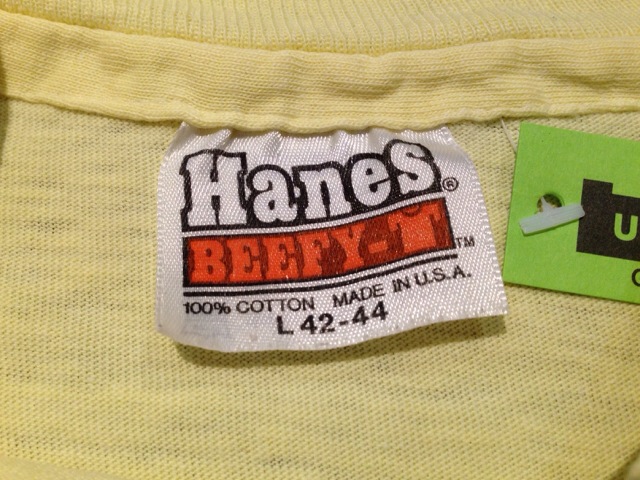 Hanes®
BEEFY-T™
100% COTTON MADE IN U.S.A.
L 42-44